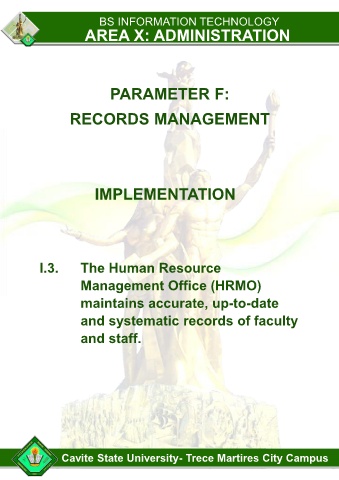 BS INFORMATION TECHNOLOGY
AREA X: ADMINISTRATION
PARAMETER F:
RECORDS MANAGEMENT
IMPLEMENTATION
I.3. The Human Resource
Management Office (HRMO)
maintains accurate, up-to-date
and systematic records of faculty
and staff.
Cavite State University- Trece Martires City Campus